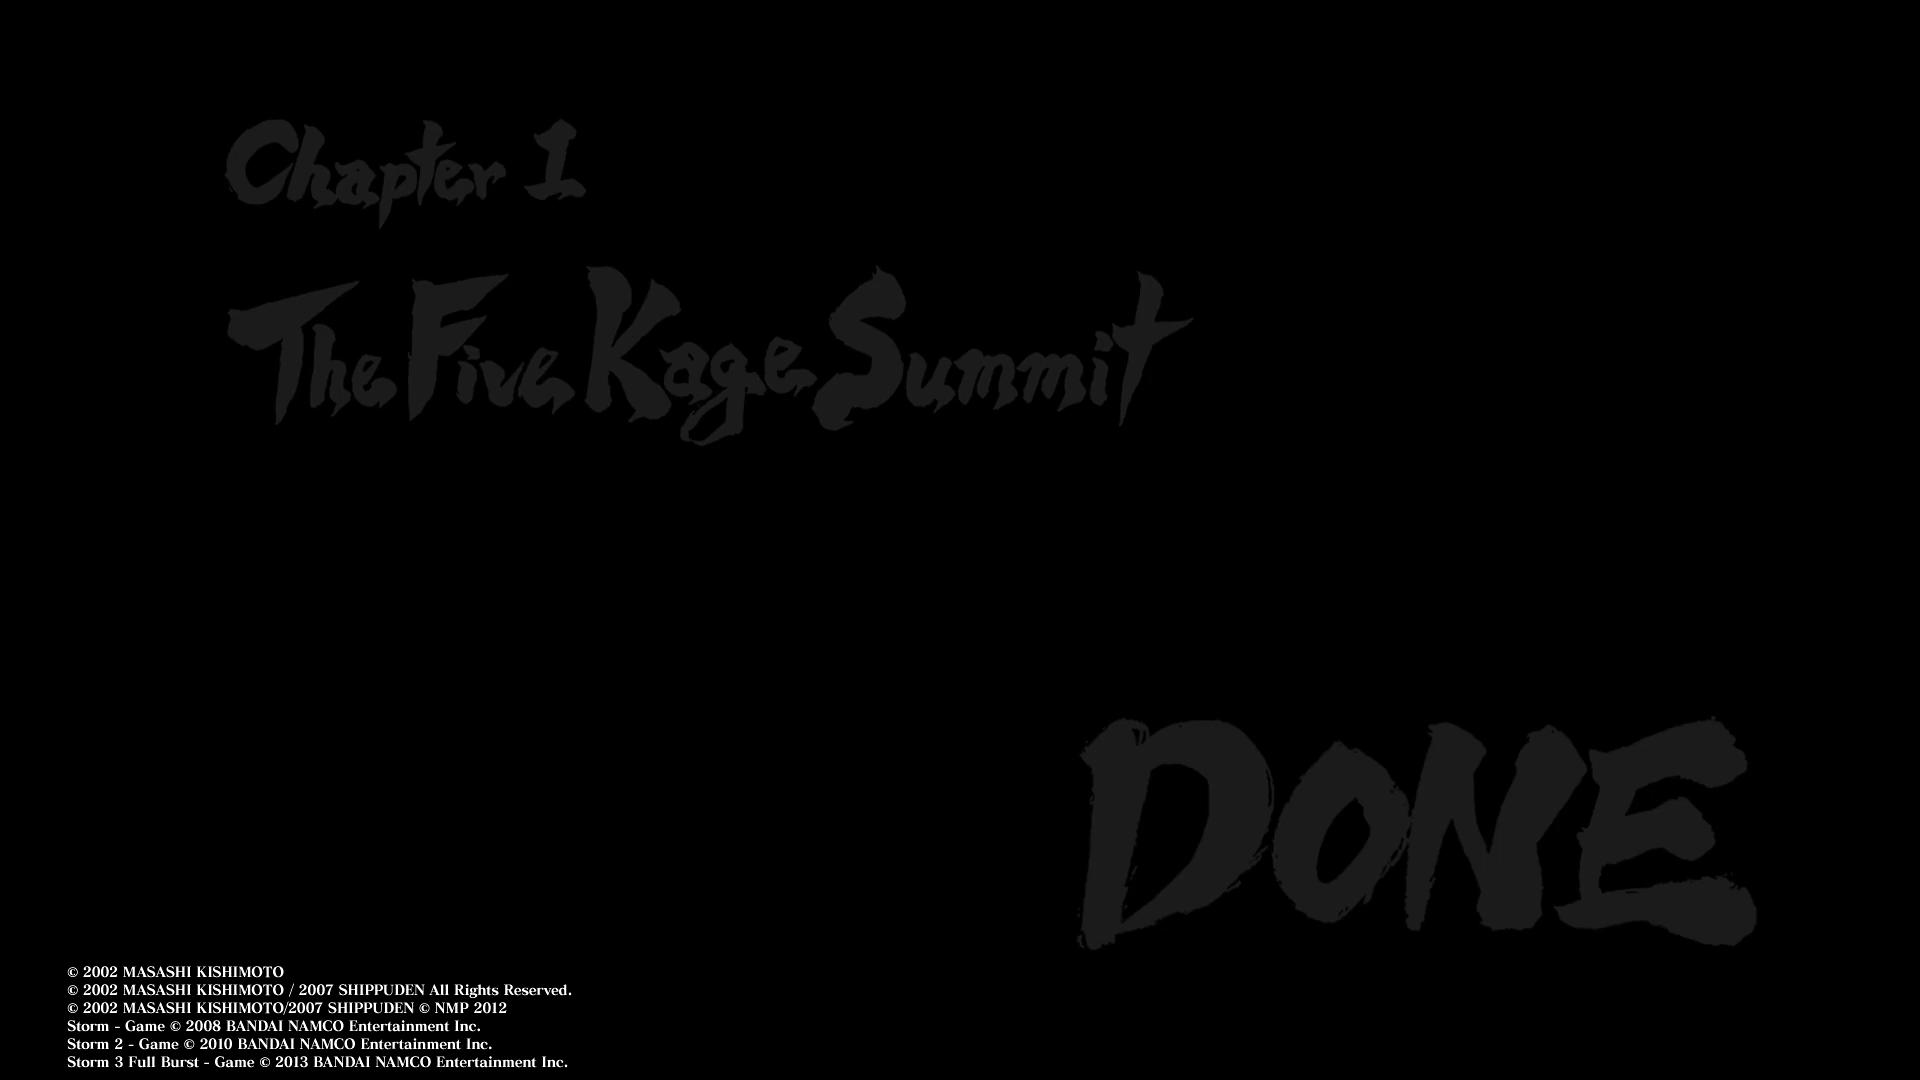 Chapter 1
The Five Kage Summit
DONE
© 2002 MASASHI KISHIMOTO
© 2002 MASASHI KISHIMOTO / 2007 SHIPPUDEN All Rights Reserved.
© 2002 MASASHI KISHIMOTO/2007 SHIPPUDEN © NMP 2012
Storm - Game © 2008 BANDAI NAMCO Entertainment Inc.
Storm 2 - Game © 2010 BANDAI NAMCO Entertainment Inc.
Storm 3 Full Burst - Game © 2013 BANDAI NAMCO Entertainment Inc.